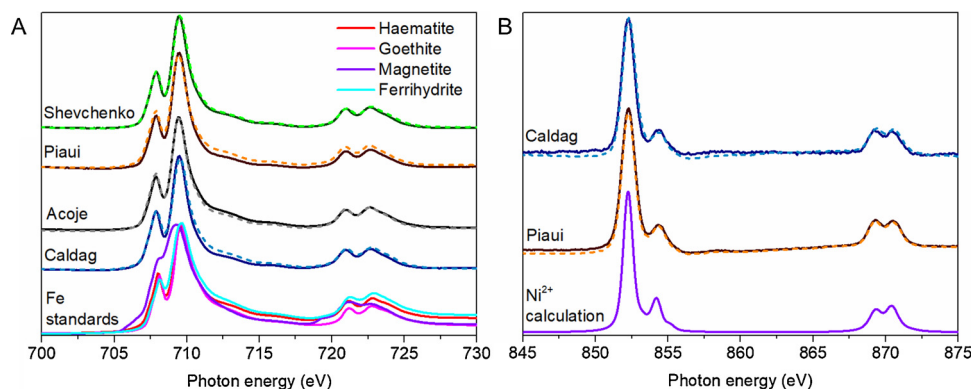 A
Haematite
Goethite
Magnetite
Ferrihydrite
Shevchenko
Piaui
Acoje
Caldag
Fe
standards
700 705 710 715 720 725 730
Photon energy (eV)
B
Caldag
Piaui
Ni²⁺
calculation
845 850 855 860 865 870 875
Photon energy (eV)